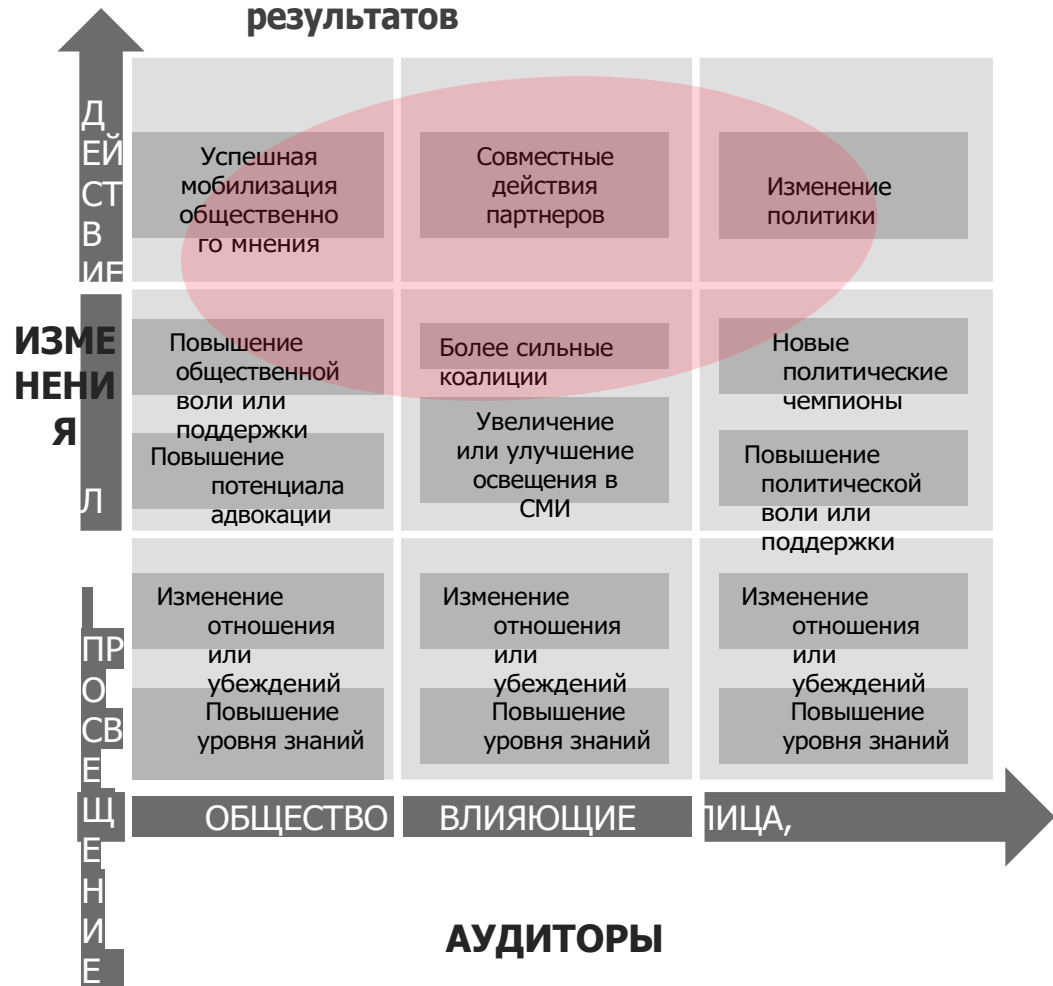 результатов
Д
ЕЙ
СТ
В
ИЕ
Успешная
мобилизация
общественно
го мнения
Совместные
действия
партнеров
Изменение
политики
ИЗМЕ
НЕНИ
Я
Л
Повышение
общественной
воли или
поддержки
Повышение
потенциала
адвокации
Более сильные
коалиции
Увеличение
или улучшение
освещения в
СМИ
Новые
политические
чемпионы
Повышение
политической
воли или
поддержки
ПР
О
СВ
Е
Щ
Е
Н
И
Е
Изменение
отношения
или
убеждений
Повышение
уровня знаний
Изменение
отношения
или
убеждений
Повышение
уровня знаний
Изменение
отношения
или
убеждений
Повышение
уровня знаний
ОБЩЕСТВО
ВЛИЯЮЩИЕ
ЛИЦА,
АУДИТОРЫ